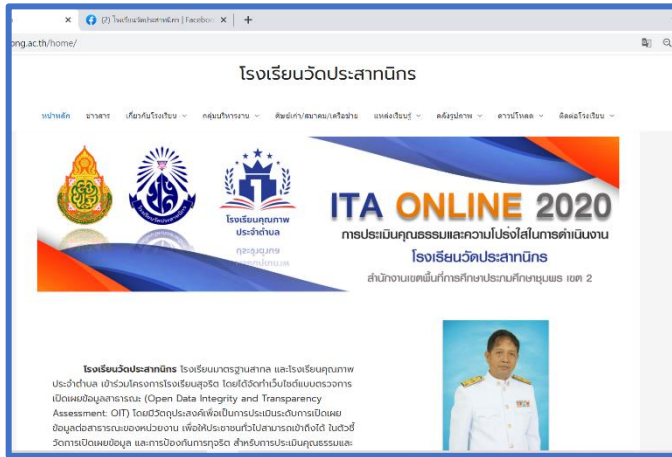 (2) โรงเรียนวัดประสาทนิกร | Faceboo
ong.ac.th/home/
โรงเรียนวัดประสาทนิกร
หน้าหลัก ข่าวสาร เกี่ยวกับโรงเรียน กลุ่มบริหารงาน ศิษย์เก่า/สมาคม/เครือข่าย แหล่งเรียนรู้ คลังรูปภาพ ดาวน์โหลด ติดต่อโรงเรียน
โรงเรียนคุณภาพ
ประจำตำบล
ITA ONLINE 2020
การประเมินคุณธรรมและความโปร่งใสในการดำเนินงาน
โรงเรียนวัดประสาทนิกร
สำนักงานเขตพื้นที่การศึกษาประถมศึกษาชุมพร เขต 2
โรงเรียนวัดประสาทนิกร โรงเรียนมาตรฐานสากล และโรงเรียนคุณภาพ
ประจำตำบล เข้าร่วมโครงการโรงเรียนสุจริต โดยได้จัดทำเว็บไซต์แบบตรวจการ
เปิดเผยข้อมูลสาธารณะ (Open Data Integrity and Transparency
Assessment: OIT) โดยมีวัตถุประสงค์เพื่อเป็นการประเมินระดับการเปิดเผย
ข้อมูลต่อสาธารณะของหน่วยงาน เพื่อให้ประชาชนทั่วไปสามารถเข้าถึงได้ ในตัวชี้
วัดการเปิดเผยข้อมูล และการป้องกันการทุจริต สำหรับการประเมินคุณธรรมและ